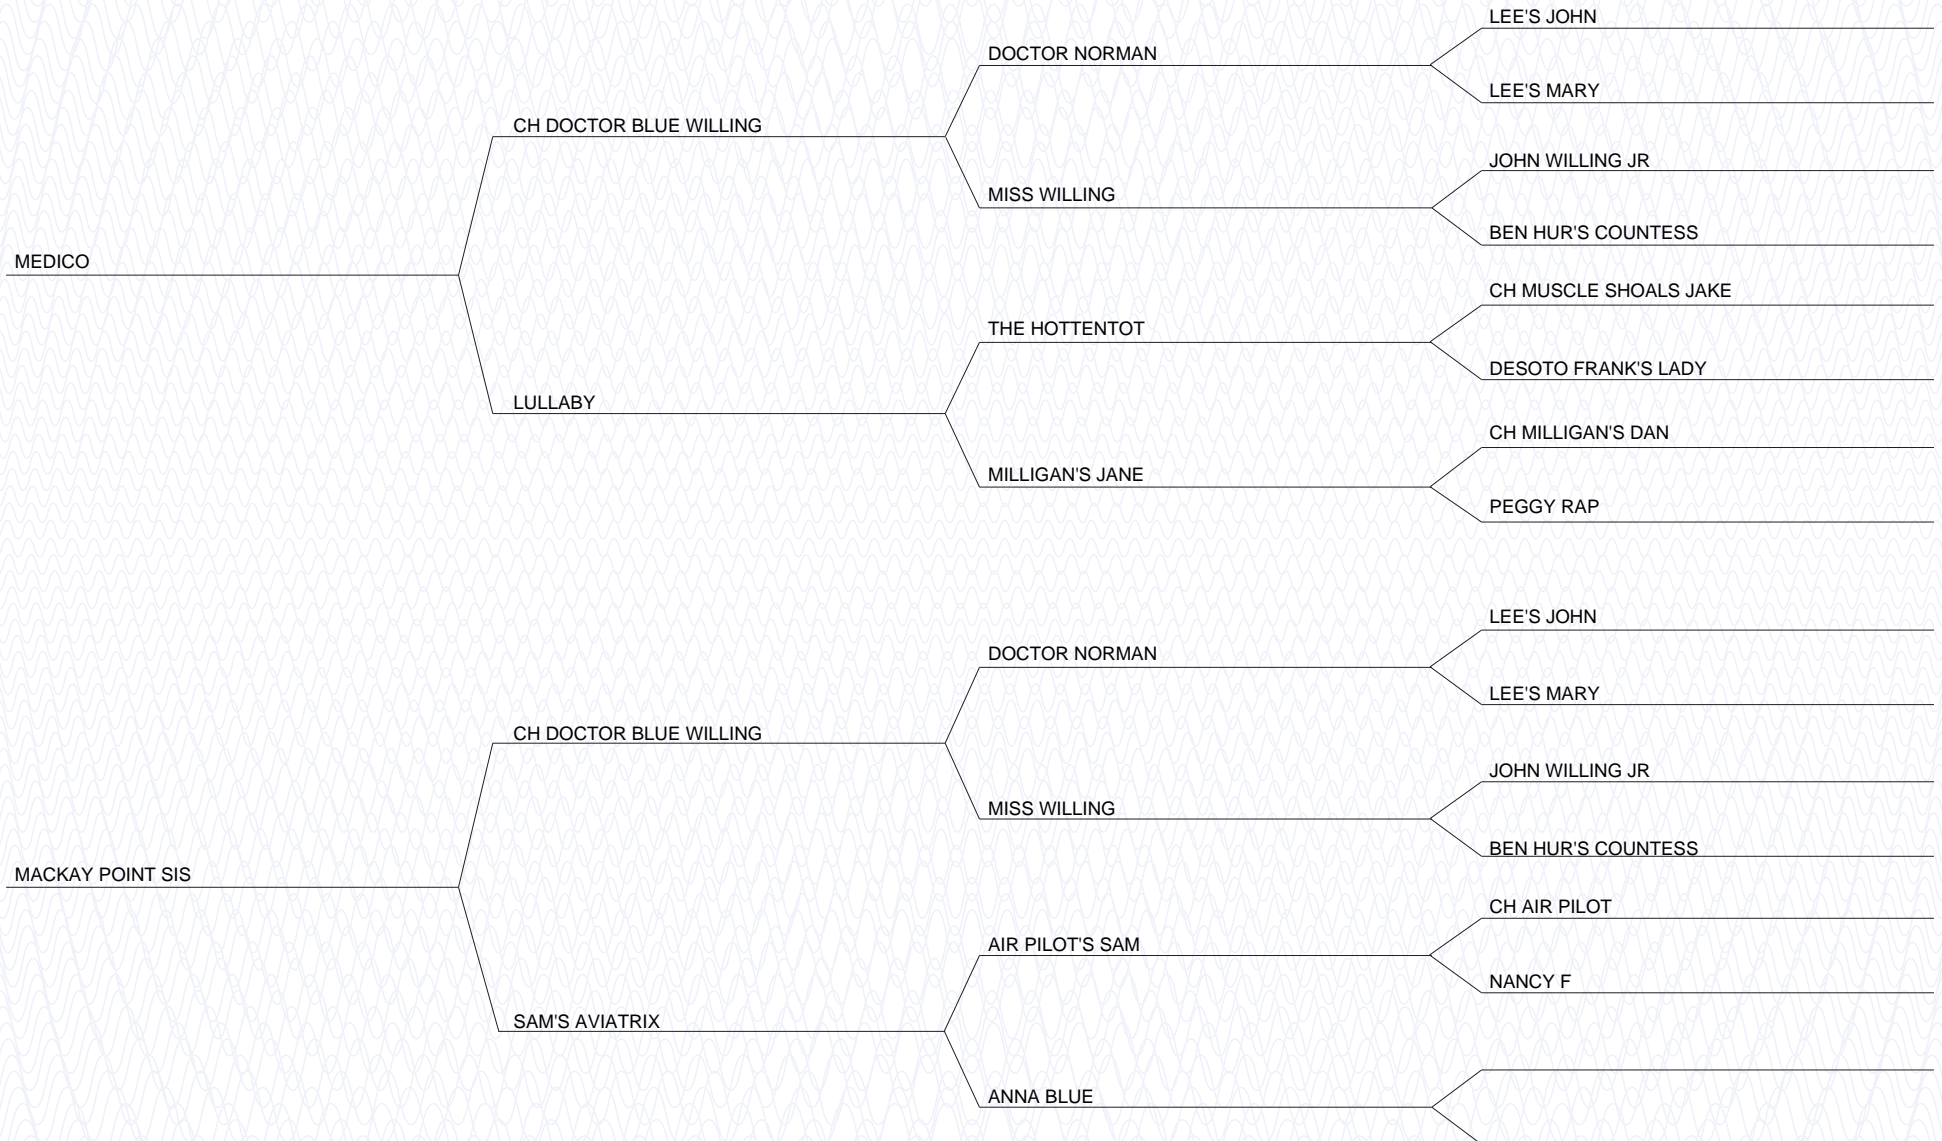 LEE'S JOHN
DOCTOR NORMAN
LEE'S MARY
CH DOCTOR BLUE WILLING
JOHN WILLING JR
MISS WILLING
BEN HUR'S COUNTESS
MEDICO
CH MUSCLE SHOALS JAKE
THE HOTTENTOT
DESOTO FRANK'S LADY
LULLABY
CH MILLIGAN'S DAN
MILLIGAN'S JANE
PEGGY RAP
LEE'S JOHN
DOCTOR NORMAN
LEE'S MARY
CH DOCTOR BLUE WILLING
JOHN WILLING JR
MISS WILLING
BEN HUR'S COUNTESS
MACKAY POINT SIS
CH AIR PILOT
AIR PILOT'S SAM
NANCY F
SAM'S AVIATRIX
ANNA BLUE